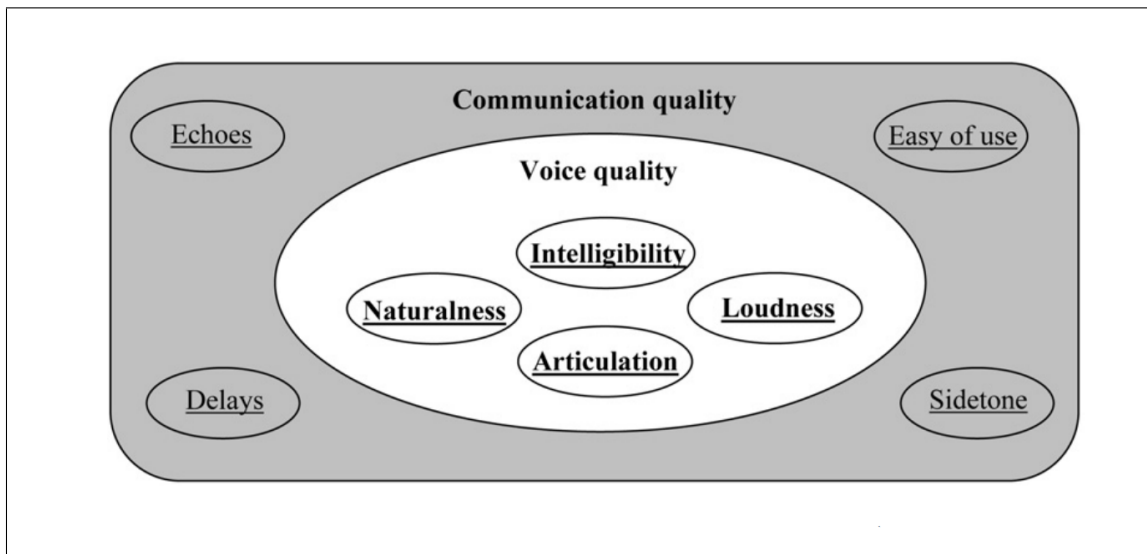 Communication quality
Echoes
Easy of use
Voice quality
Intelligibility
Naturalness
Loudness
Articulation
Delays
Sidetone